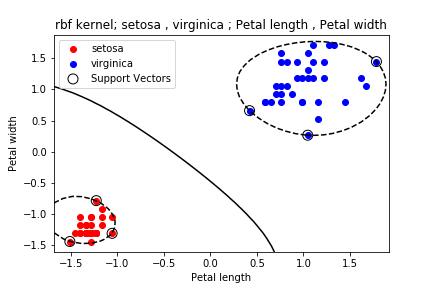 rbf kernel; setosa , virginica ; Petal length , Petal width
setosa
virginica
Support Vectors
Petal width
1.5
1.0
0.5
0.0
−0.5
−1.0
−1.5
−1.5 −1.0 −0.5 0.0 0.5 1.0 1.5
Petal length